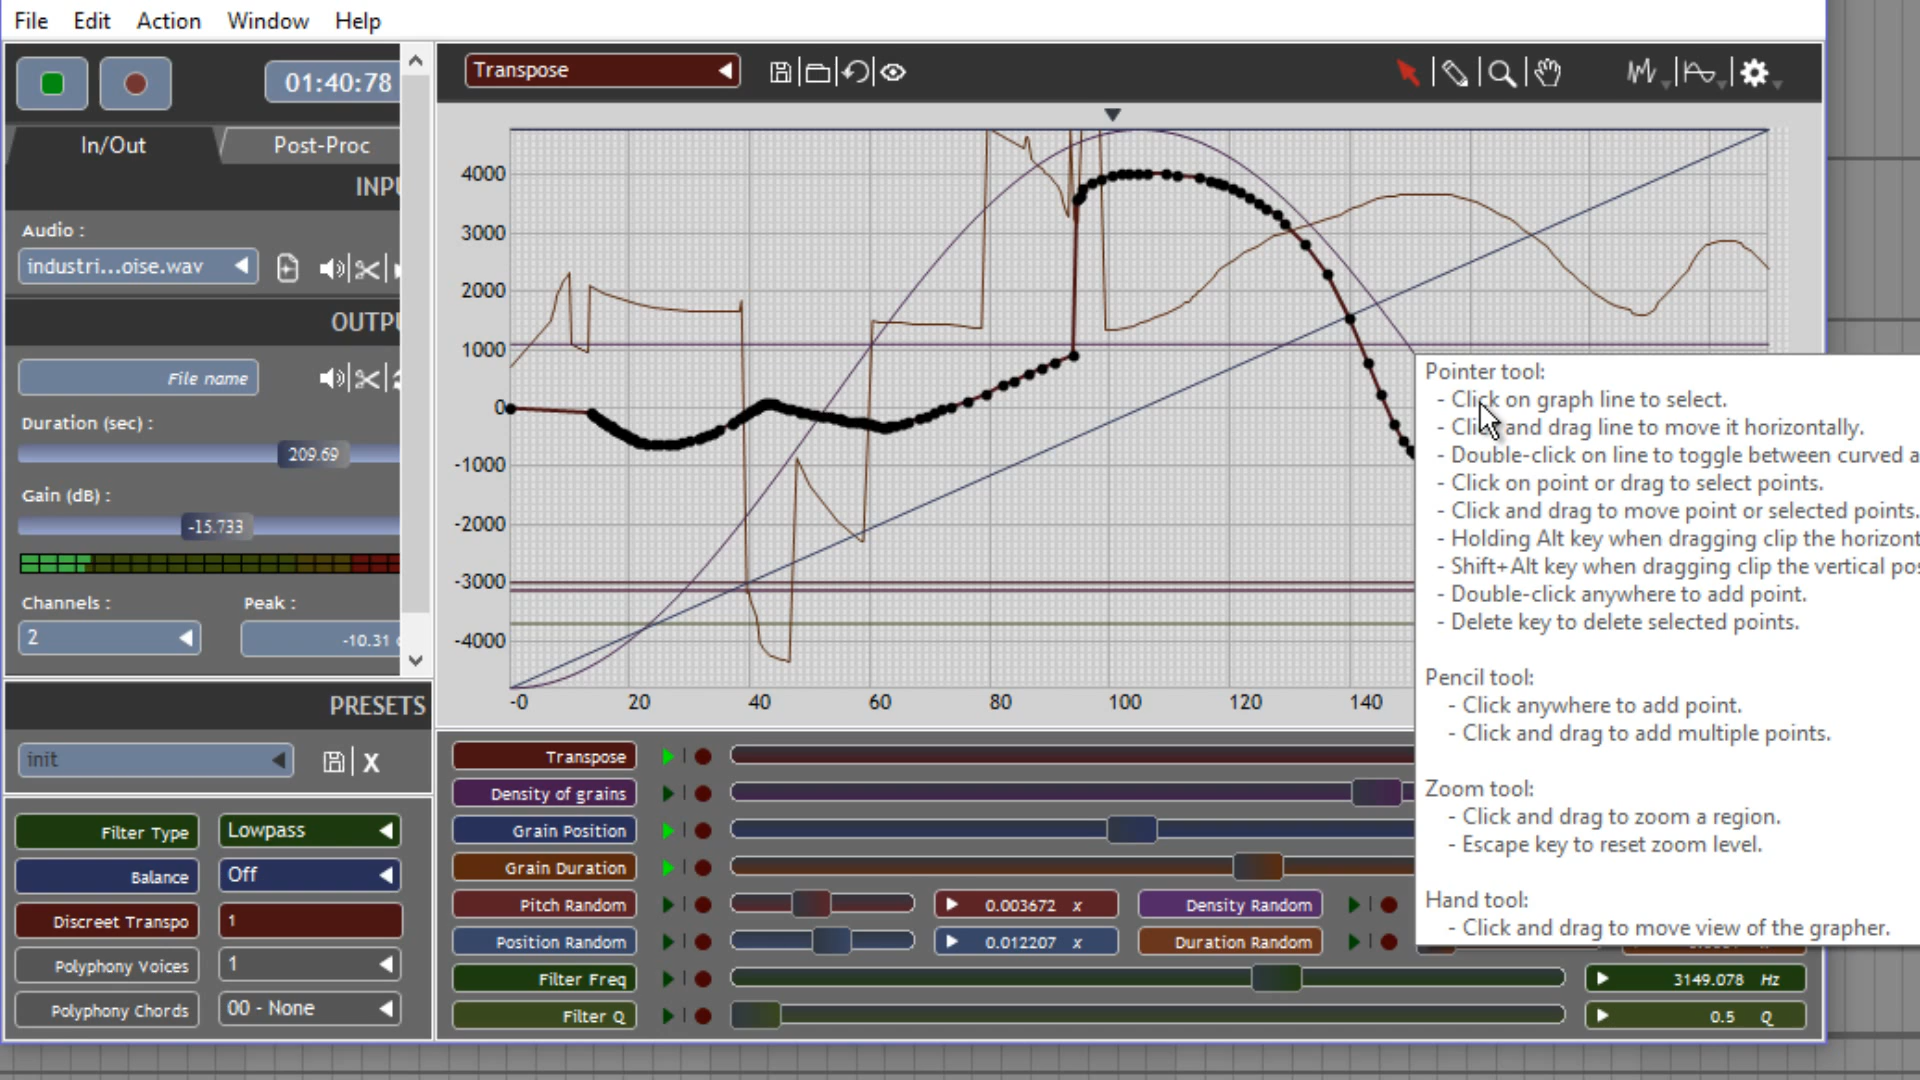 File Edit Action Window Help
01:40:78
In/Out Post-Proc
Audio :
industri...oise.wav
File name
Duration (sec) :
209.69
Gain (dB) :
-15.733
Channels : Peak :
2 -10.31
PRESETS
init X
Filter Type Lowpass
Balance Off
Discreet Transpo 1
Polyphony Voices 1
Polyphony Chords 00 - None
Transpose
4000
3000
2000
1000
0
-1000
-2000
-3000
-4000
-0 20 40 60 80 100 120 140
Pointer tool:
- Click on graph line to select.
- Click and drag line to move it horizontally.
- Double-click on line to toggle between curved
- Click on point or drag to select points.
- Click and drag to move point or selected points.
- Holding Alt key when dragging clip the
- Shift+Alt key when dragging clip the vertical
- Double-click anywhere to add point.
- Delete key to delete selected points.
Pencil tool:
- Click anywhere to add point.
- Click and drag to add multiple points.
Zoom tool:
- Click and drag to zoom a region.
- Escape key to reset zoom level.
Hand tool:
- Click and drag to move view of the grapher.
Transpose
Density of grains
Grain Position
Grain Duration
Pitch Random 0.003672 x Density Random
Position Random 0.012207 x Duration Random
Filter Freq 3149.078 Hz
Filter Q 0.5 Q